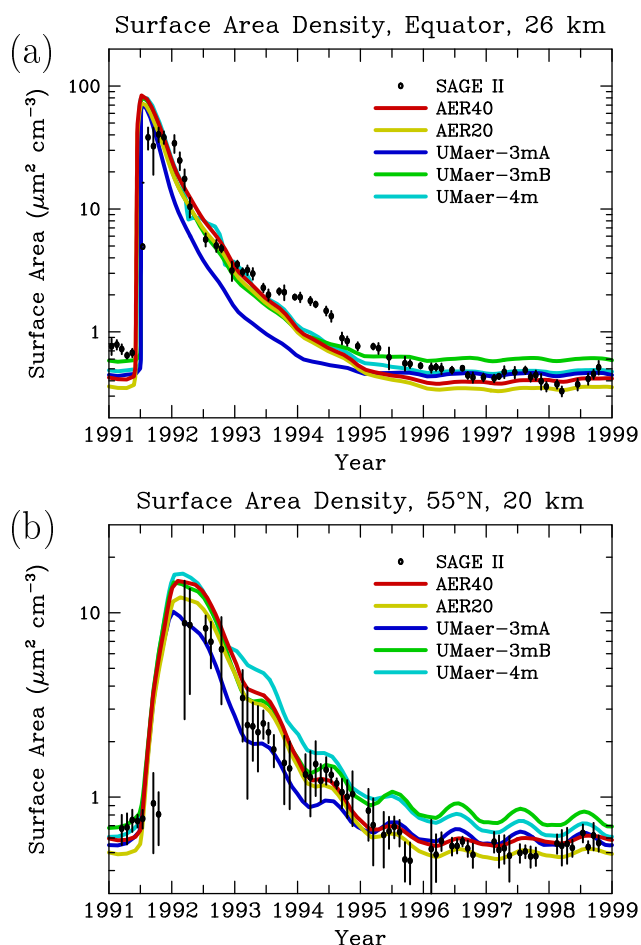 (a)
Surface Area Density, Equator, 26 km
Surface Area (μm² cm⁻³)
100
10
1
SAGE II
AER40
AER20
UMaer-3mA
UMaer-3mB
UMaer-4m
1991 1992 1993 1994 1995 1996 1997 1998 1999
Year
(b)
Surface Area Density, 55°N, 20 km
Surface Area (μm² cm⁻³)
10
1
SAGE II
AER40
AER20
UMaer-3mA
UMaer-3mB
UMaer-4m
1991 1992 1993 1994 1995 1996 1997 1998 1999
Year